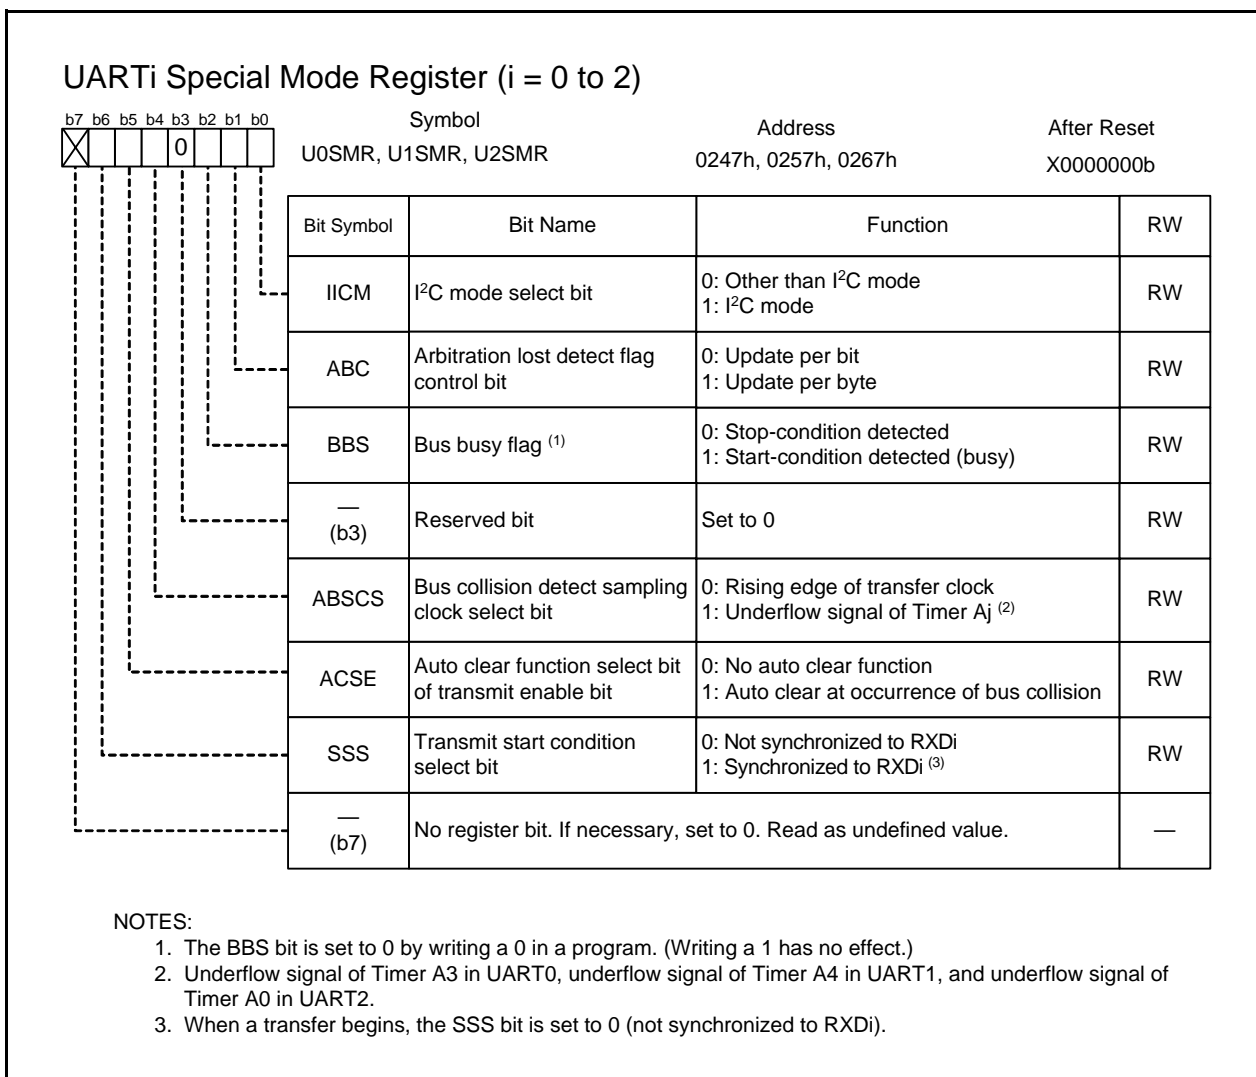 UARTi Special Mode Register (i = 0 to 2)
b7 b6 b5 b4 b3 b2 b1 b0
0
Symbol Address After Reset
U0SMR, U1SMR, U2SMR 0247h, 0257h, 0267h X0000000b
Bit Symbol Bit Name Function RW
IICM I²C mode select bit 0: Other than I²C mode RW
1: I²C mode
ABC Arbitration lost detect flag 0: Update per bit RW
control bit 1: Update per byte
BBS Bus busy flag (1) 0: Stop-condition detected RW
1: Start-condition detected (busy)
— Reserved bit Set to 0 RW
(b3)
ABSCS Bus collision detect sampling 0: Rising edge of transfer clock RW
clock select bit 1: Underflow signal of Timer Aj (2)
ACSE Auto clear function select bit 0: No auto clear function RW
of transmit enable bit 1: Auto clear at occurrence of bus collision
SSS Transmit start condition 0: Not synchronized to RXDi RW
select bit 1: Synchronized to RXDi (3)
— No register bit. If necessary, set to 0. Read as undefined value. —
(b7)
NOTES:
1. The BBS bit is set to 0 by writing a 0 in a program. (Writing a 1 has no effect.)
2. Underflow signal of Timer A3 in UART0, underflow signal of Timer A4 in UART1, and underflow signal of
Timer A0 in UART2.
3. When a transfer begins, the SSS bit is set to 0 (not synchronized to RXDi).